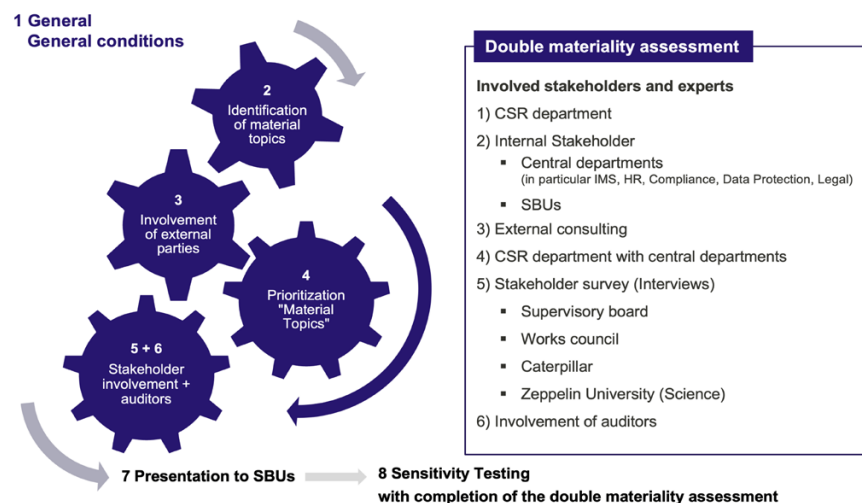 1 General
General conditions
2
Identification
of material
topics
3
Involvement
of external
parties
4
Prioritization
"Material
Topics"
5 + 6
Stakeholder
involvement +
auditors
7 Presentation to SBUs
8 Sensitivity Testing
with completion of the double materiality assessment
Double materiality assessment
Involved stakeholders and experts
1) CSR department
2) Internal Stakeholder
▪ Central departments
(in particular IMS, HR, Compliance, Data Protection, Legal)
▪ SBUs
3) External consulting
4) CSR department with central departments
5) Stakeholder survey (Interviews)
▪ Supervisory board
▪ Works council
▪ Caterpillar
▪ Zeppelin University (Science)
6) Involvement of auditors